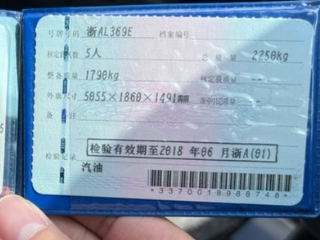 号牌号码 浙AL369E 档案编号
核定载人数 5人 总质量 2250kg
整备质量 1790kg 核定载质量
外廓尺寸 5055×1860×1491mm 准牵引总质量
备注
检验有效期至2018 年06 月浙A(01)
检验记录
汽油
*3370018988746*